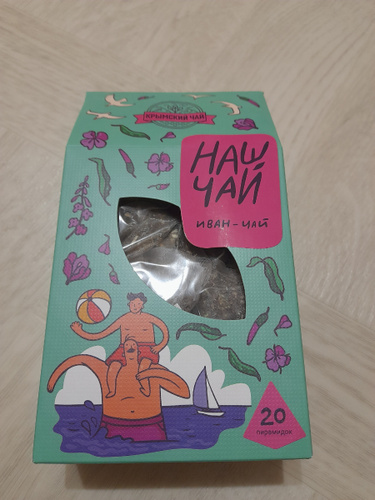 КРЫМСКИЙ ЧАЙ
НАШ
ЧАЙ
ИВАН-ЧАЙ
20
пирамидок